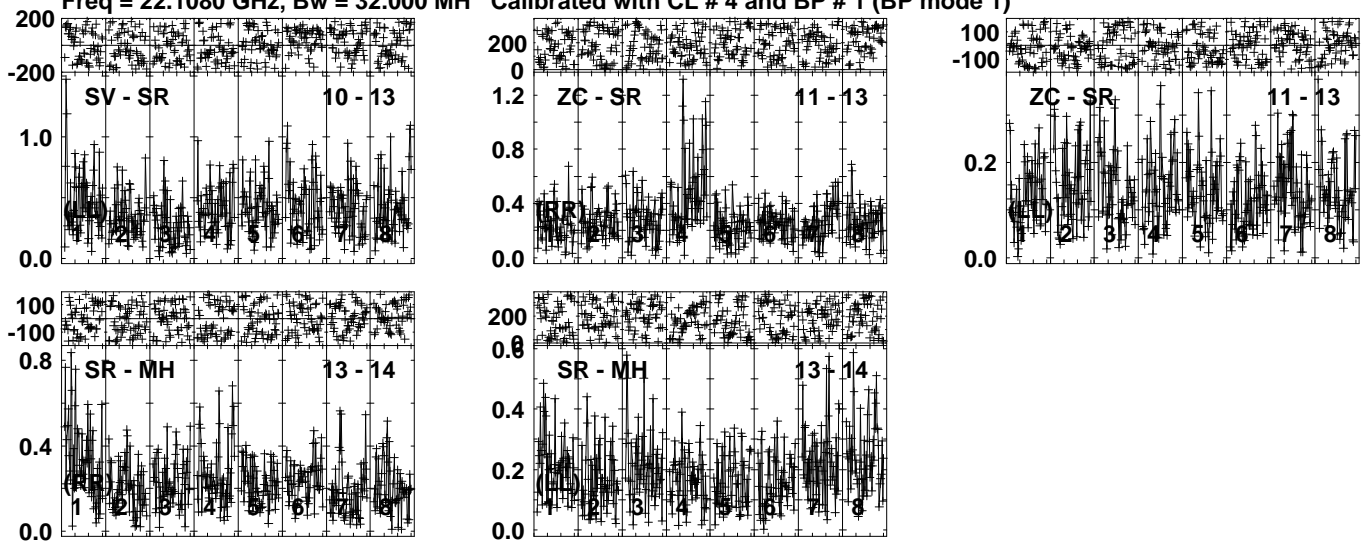 Freq = 22.1080 GHz, Bw = 32.000 MH Calibrated with CL # 4 and BP # 1 (BP mode 1)
200
-200
SV - SR 10 - 13
1.0
(LL)
1 2 3 4 5 6 7 8
0.0
200
0
ZC - SR 11 - 13
1.2
0.8
0.4
(RR)
1 2 3 4 5 6 7 8
0.0
100
-100
ZC - SR 11 - 13
0.2
(LL)
1 2 3 4 5 6 7 8
0.0
100
-100
0.8
SR - MH 13 - 14
0.4
(RR)
1 2 3 4 5 6 7 8
0.0
200
0
0.6
SR - MH 13 - 14
0.4
0.2
(LL)
1 2 3 4 5 6 7 8
0.0